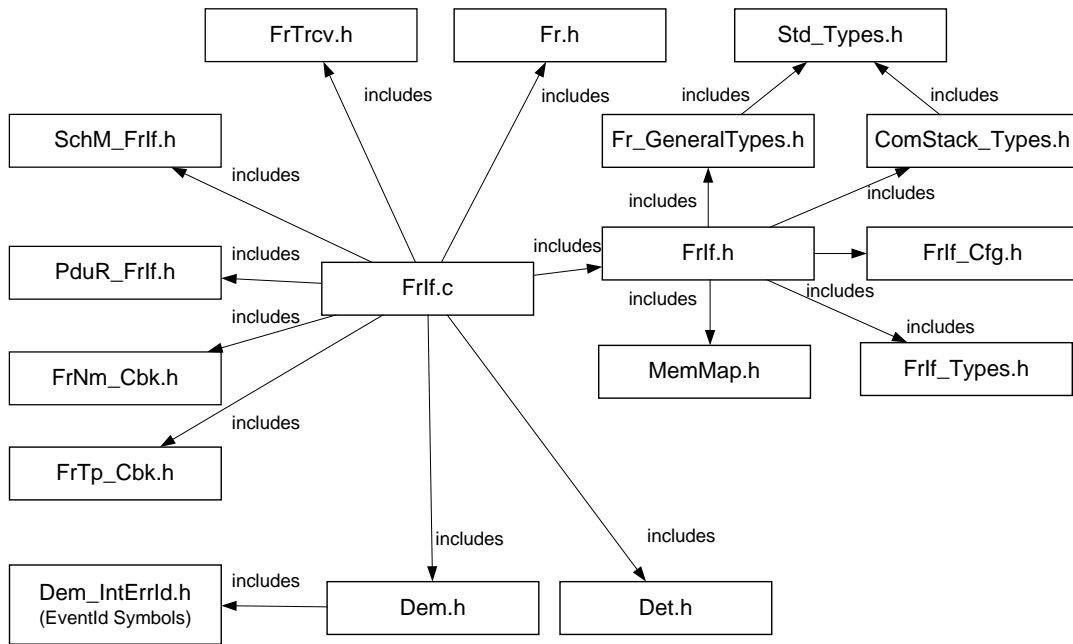 FrTrcv.h
Fr.h
Std_Types.h
includes
includes
includes
includes
SchM_FrIf.h
Fr_GeneralTypes.h
ComStack_Types.h
includes
includes
includes
PduR_FrIf.h
includes
includes
FrIf.h
FrIf_Cfg.h
FrIf.c
includes
includes
includes
FrNm_Cbk.h
MemMap.h
FrIf_Types.h
includes
FrTp_Cbk.h
includes
includes
Dem_IntErrId.h
(EventId Symbols)
includes
Dem.h
Det.h